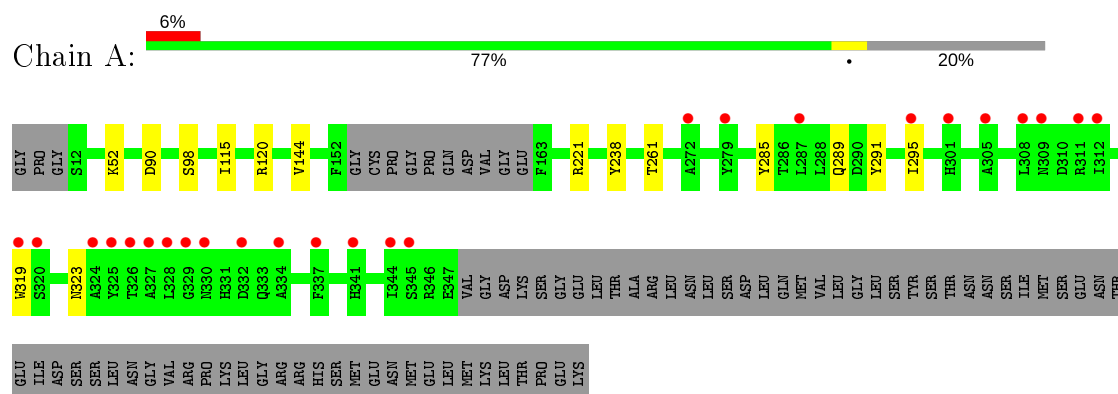 6%
Chain A:
77% • 20%
GLY PRO GLY S12 K52 D90 S98 I115 R120 V144 F152 GLY CYS PRO GLY PRO GLN ASP VAL GLY GLU F163 R221 Y238 T261 A272 Y279 Y285 T286 L287 L288 Q289 D290 Y291 I295 H301 A305 L308 N309 D310 R311 I312
W319 S320 N323 A324 Y325 T326 A327 L328 G329 N330 H331 D332 Q333 A334 F337 H341 I344 S345 R346 E347 VAL GLY ASP LYS SER GLY GLU LEU THR ALA ARG LEU ASN LEU SER ASP LEU GLN MET VAL LEU GLY LEU SER TYR SER THR ASN ASN SER ILE MET SER GLU ASN THR
GLU ILE ASP SER SER LEU ASN GLY VAL ARG PRO LYS LEU GLY ARG ARG HIS SER MET GLU ASN MET GLU LEU MET LYS LEU THR PRO GLU LYS